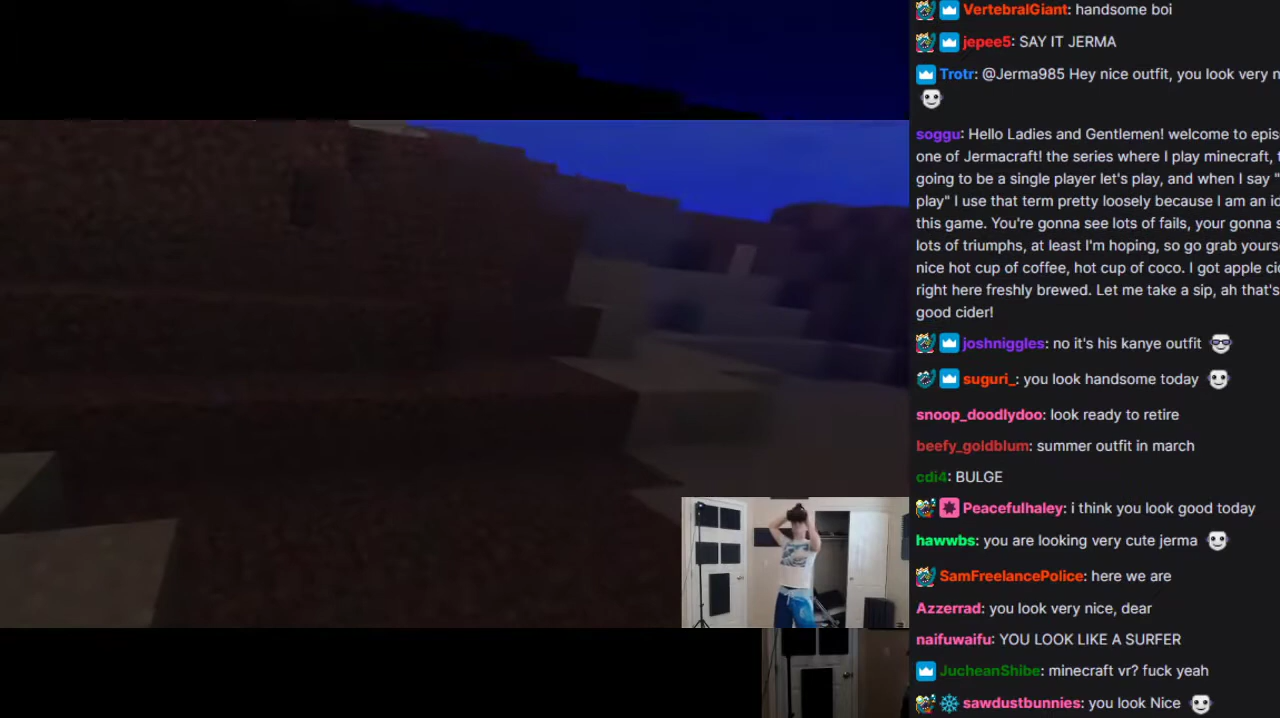 VertebralGiant: handsome boi
jepee5: SAY IT JERMA
Trotr: @Jerma985 Hey nice outfit, you look very
soggu: Hello Ladies and Gentlemen! welcome to
one of Jermacraft! the series where I play minecraft,
going to be a single player let's play, and when I say "
play" I use that term pretty loosely because I am an
this game. You're gonna see lots of fails, your gonna
lots of triumphs, at least I'm hoping, so go grab
nice hot cup of coffee, hot cup of coco. I got apple
right here freshly brewed. Let me take a sip, ah that's
good cider!
joshniggles: no it's his kanye outfit
suguri_: you look handsome today
snoop_doodlydoo: look ready to retire
beefy_goldblum: summer outfit in march
cdi4: BULGE
Peacefulhaley: i think you look good today
hawwbs: you are looking very cute jerma
SamFreelancePolice: here we are
Azzerrad: you look very nice, dear
naifuwaifu: YOU LOOK LIKE A SURFER
JucheanShibe: minecraft vr? fuck yeah
sawdustbunnies: you look Nice